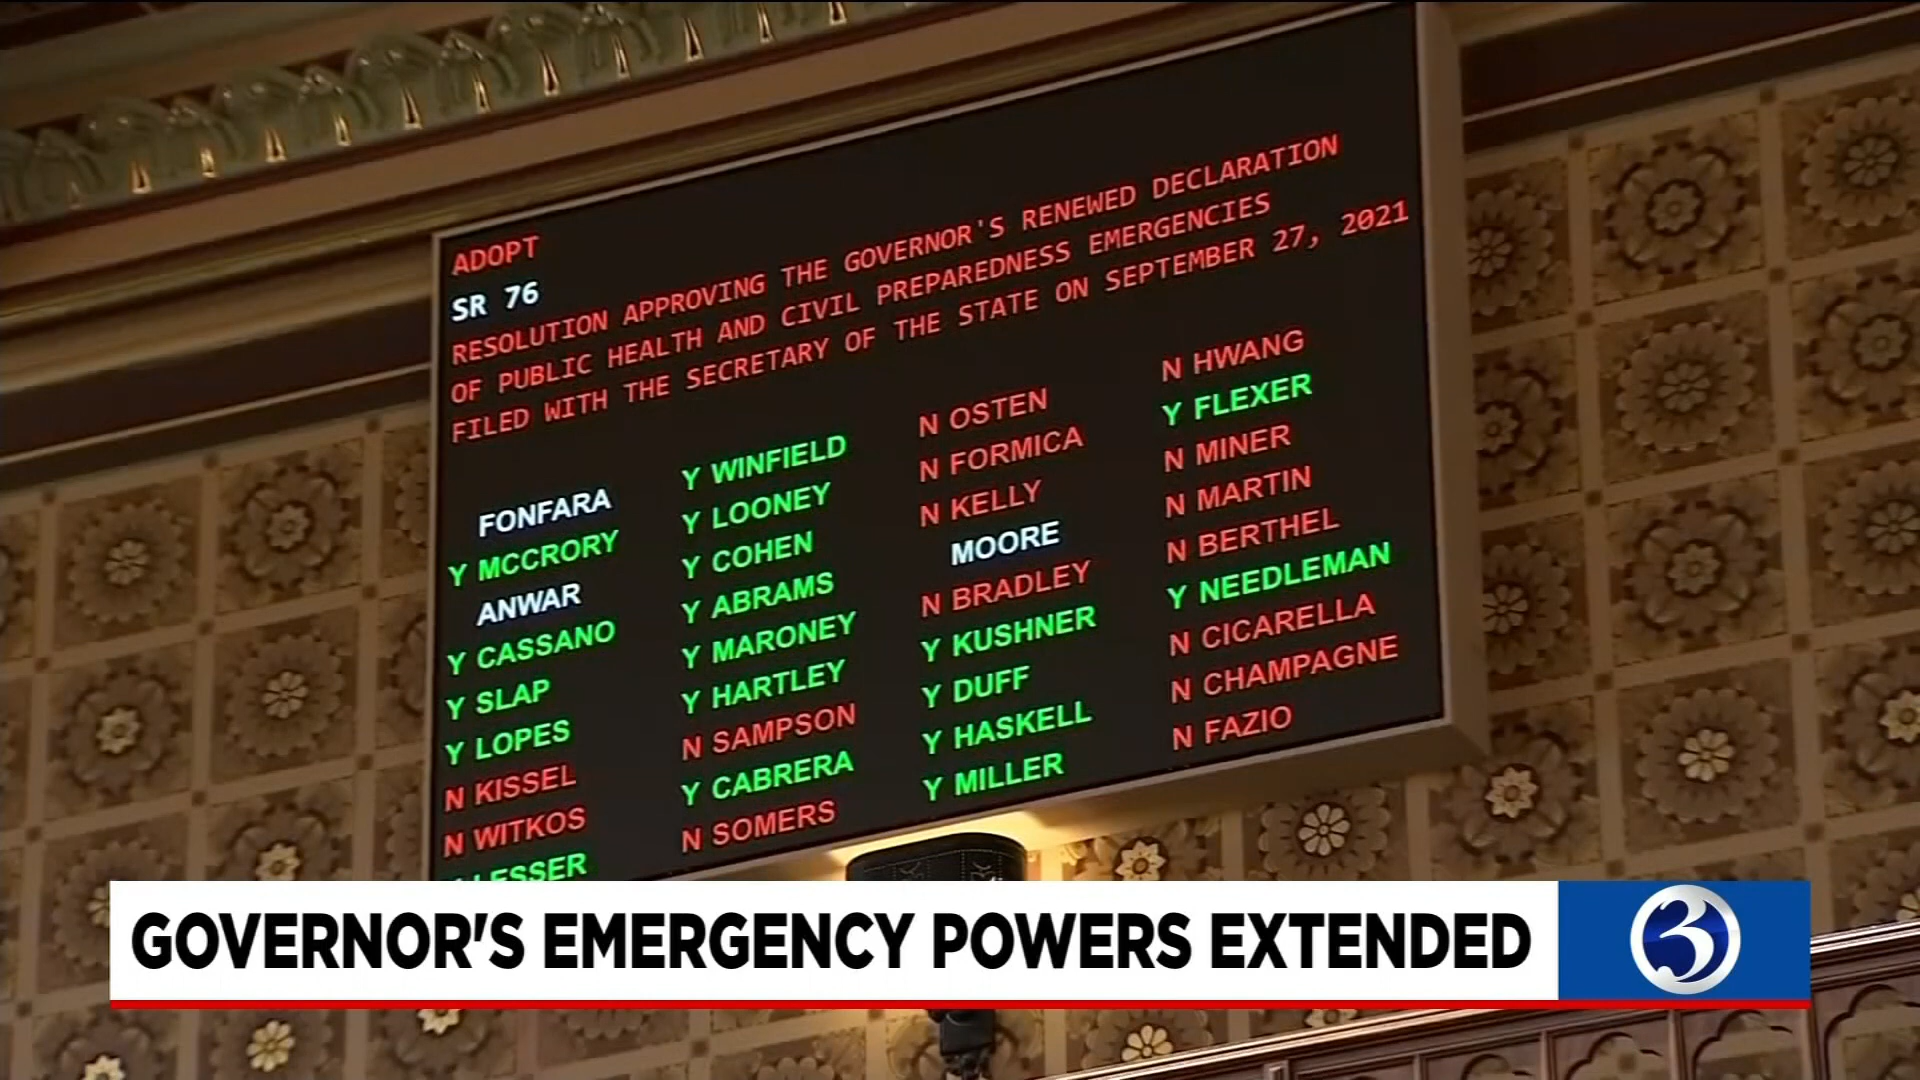 ADOPT
SR 76
RESOLUTION APPROVING THE GOVERNOR'S RENEWED DECLARATION
OF PUBLIC HEALTH AND CIVIL PREPAREDNESS EMERGENCIES
FILED WITH THE SECRETARY OF THE STATE ON SEPTEMBER 27, 2021
FONFARA
Y MCCRORY
ANWAR
Y CASSANO
Y SLAP
Y LOPES
N KISSEL
N WITKOS
Y LESSER
Y WINFIELD
Y LOONEY
Y COHEN
Y ABRAMS
Y MARONEY
Y HARTLEY
N SAMPSON
Y CABRERA
N SOMERS
N OSTEN
N FORMICA
N KELLY
MOORE
N BRADLEY
Y KUSHNER
Y DUFF
Y HASKELL
Y MILLER
N HWANG
Y FLEXER
N MINER
N MARTIN
N BERTHEL
Y NEEDLEMAN
N CICARELLA
N CHAMPAGNE
N FAZIO
GOVERNOR'S EMERGENCY POWERS EXTENDED
3